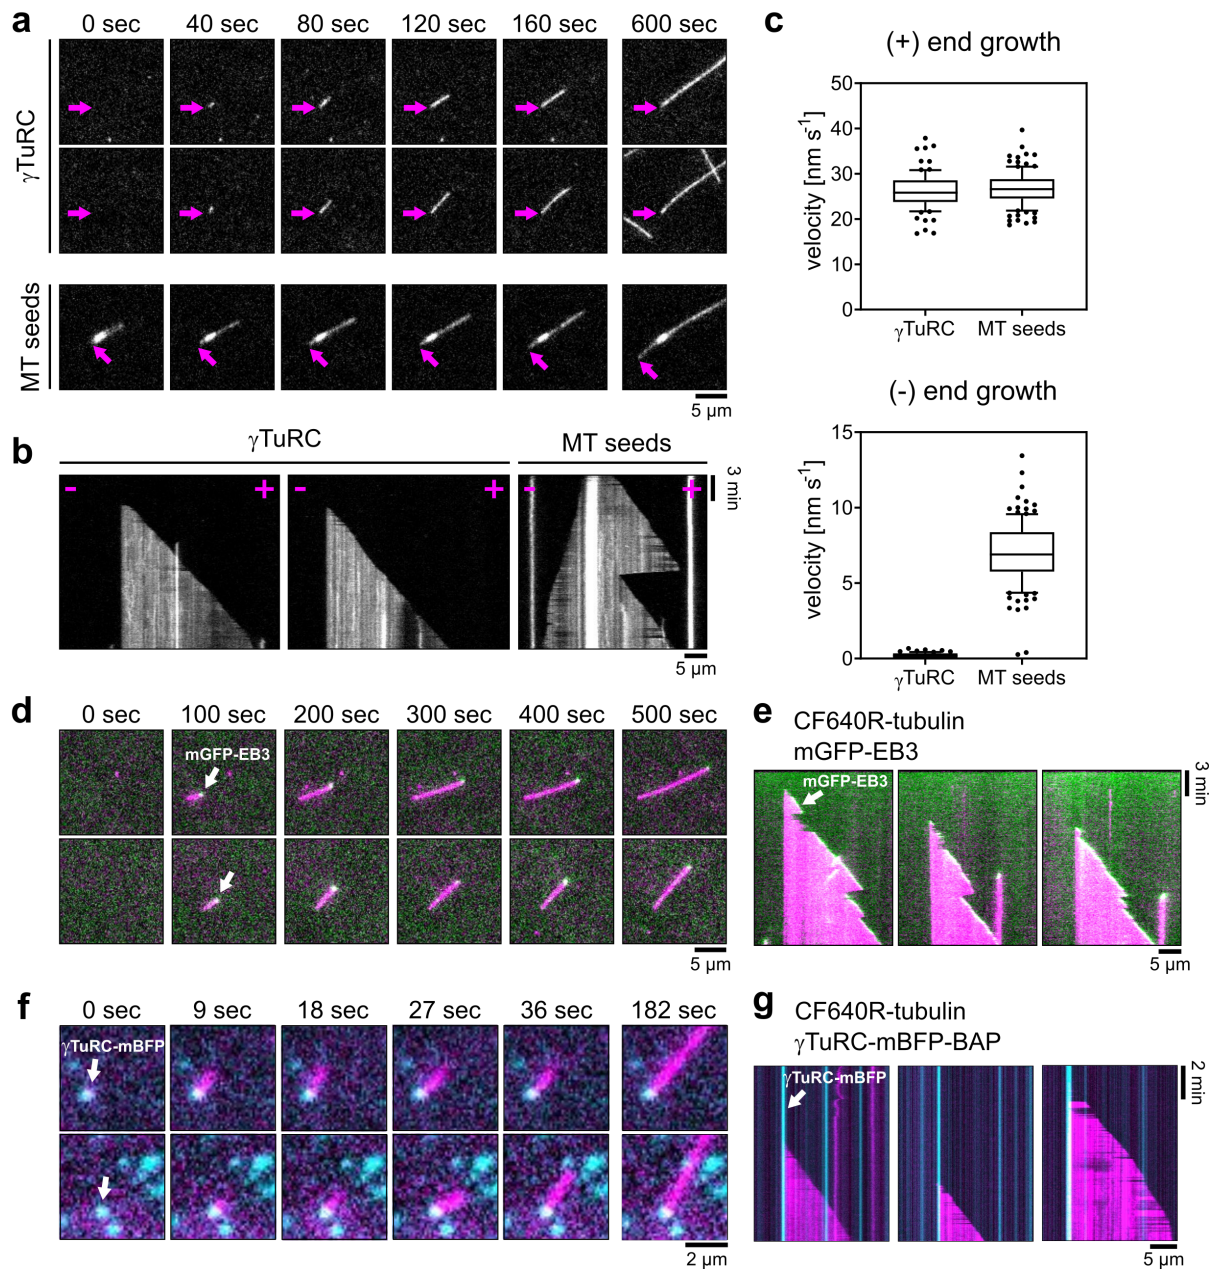 a
0 sec 40 sec 80 sec 120 sec 160 sec 600 sec
γTuRC
MT seeds
5 µm
b
γTuRC
MT seeds
- + - + - +
3 min
5 µm
c
(+) end growth
velocity [nm s⁻¹]
50
40
30
20
10
0
γTuRC MT seeds
(-) end growth
velocity [nm s⁻¹]
15
10
5
0
γTuRC MT seeds
d
0 sec 100 sec 200 sec 300 sec 400 sec 500 sec
mGFP-EB3
5 µm
e
CF640R-tubulin
mGFP-EB3
mGFP-EB3
3 min
5 µm
f
0 sec 9 sec 18 sec 27 sec 36 sec 182 sec
γTuRC-mBFP
2 µm
g
CF640R-tubulin
γTuRC-mBFP-BAP
γTuRC-mBFP
2 min
5 µm